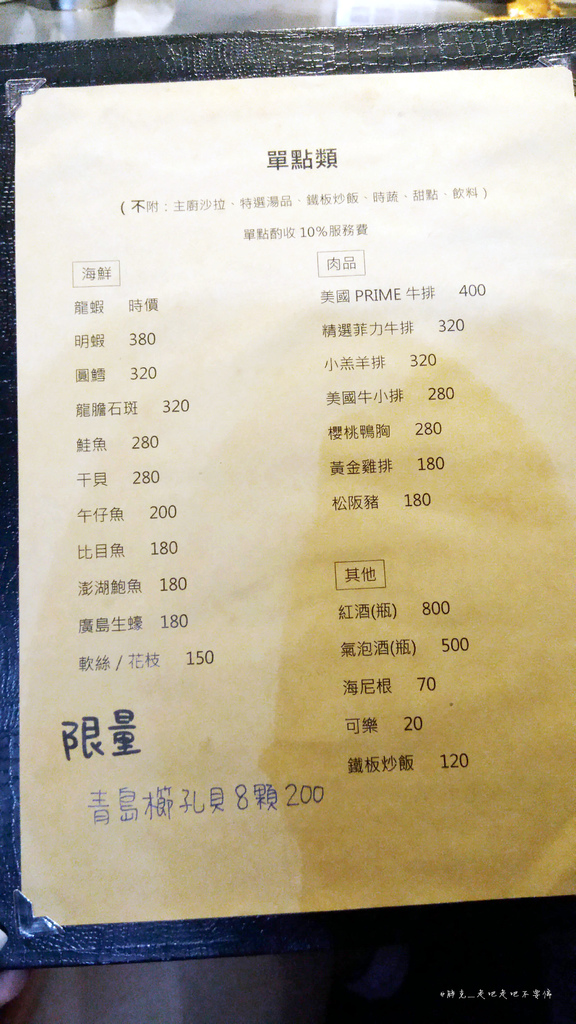 單點類
(不附：主廚沙拉、特選湯品、鐵板炒飯、時蔬、甜點、飲料)
單點酌收 10%服務費
海鮮
龍蝦 時價
明蝦 380
圓鱈 320
龍膽石斑 320
鮭魚 280
干貝 280
午仔魚 200
比目魚 180
澎湖鮑魚 180
廣島生蠔 180
軟絲 / 花枝 150
限量
青島櫛孔貝 8顆 200
肉品
美國 PRIME 牛排 400
精選菲力牛排 320
小羔羊排 320
美國牛小排 280
櫻桃鴨胸 280
黃金雞排 180
松阪豬 180
其他
紅酒(瓶) 800
氣泡酒(瓶) 500
海尼根 70
可樂 20
鐵板炒飯 120
走吧走吧不要停